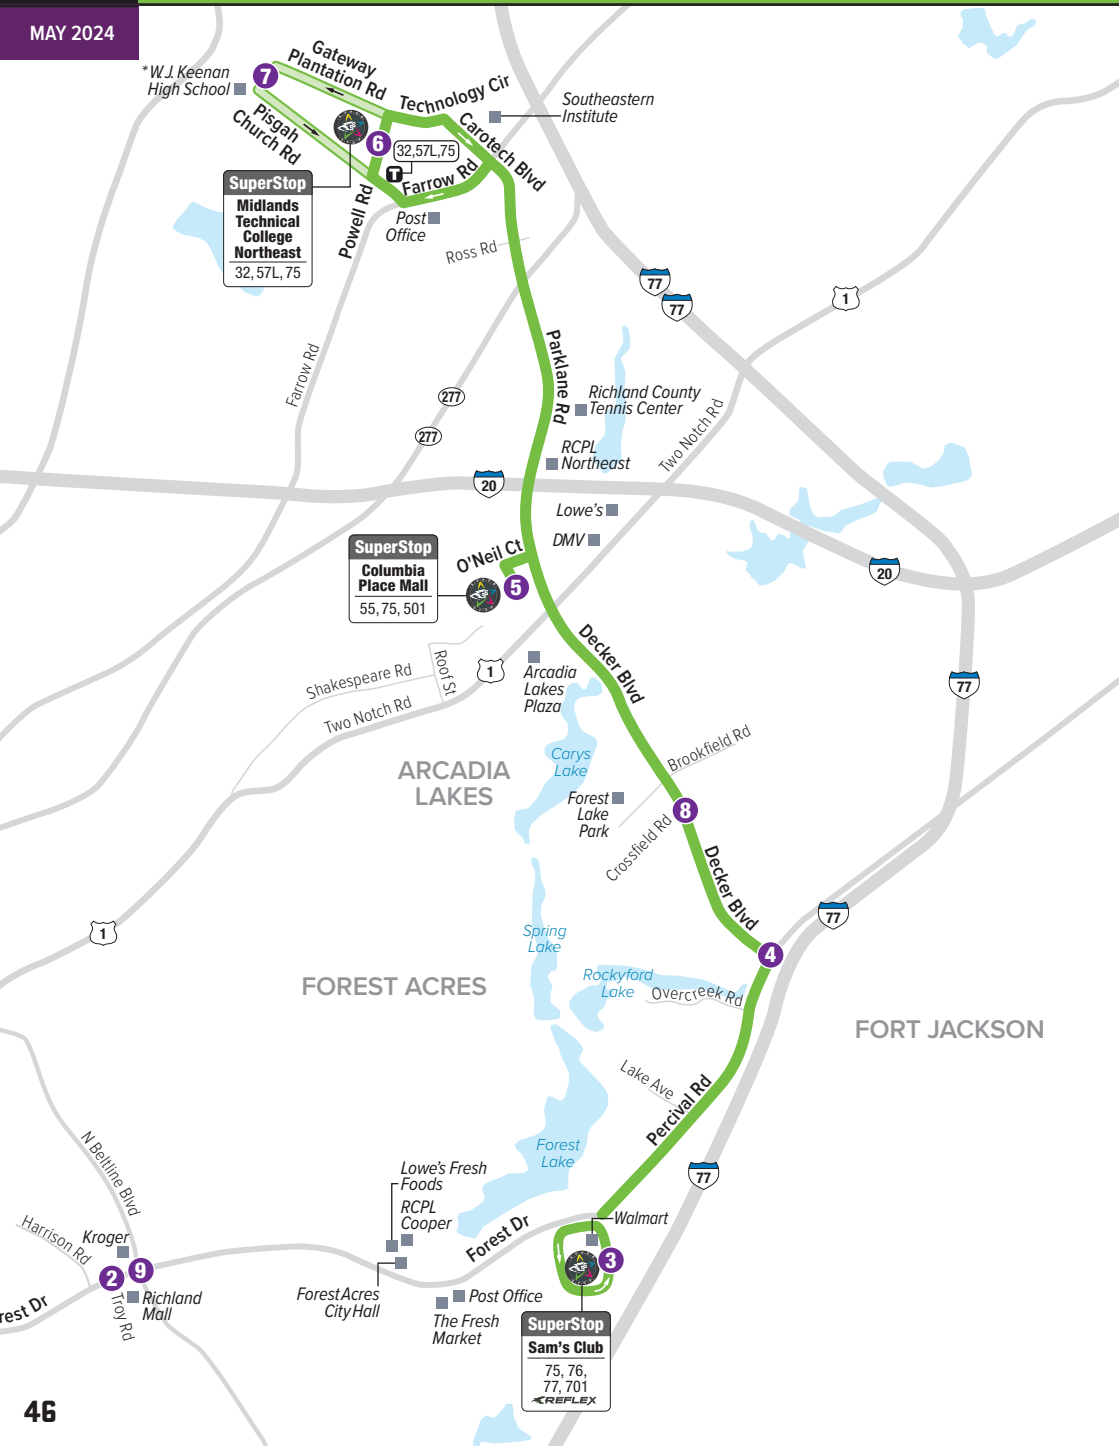 MAY 2024
*W.J. Keenan
High School
7
Gateway
Plantation Rd
Technology Cir
Southeastern
Institute
Pisgah
Church Rd
6
32,57L,75
T
Carotech Blvd
Farrow Rd
SuperStop
Midlands
Technical
College
Northeast
32, 57L, 75
Powell Rd
Post
Office
Ross Rd
77
77
1
Farrow Rd
Parklane Rd
277
277
Richland County
Tennis Center
Two Notch Rd
RCPL
Northeast
20
Lowe's
DMV
20
SuperStop
Columbia
Place Mall
55, 75, 501
O'Neil Ct
5
Decker Blvd
Shakespeare Rd
Roof St
1
Two Notch Rd
Arcadia
Lakes
Plaza
77
ARCADIA
LAKES
Carys
Lake
Brookfield Rd
Forest
Lake
Park
8
Crossfield Rd
Decker Blvd
1
77
Spring
Lake
4
FOREST ACRES
Rockyford
Lake
Overcreek Rd
FORT JACKSON
Lake Ave
Percival Rd
N Beltline Blvd
Forest
Lake
77
Lowe's Fresh
Foods
RCPL
Cooper
Harrison Rd
Kroger
Forest Dr
Walmart
2
9
3
rest Dr
Troy Rd
Richland
Mall
Forest Acres
City Hall
Post Office
The Fresh
Market
SuperStop
Sam's Club
75, 76,
77, 701
REFLEX
46